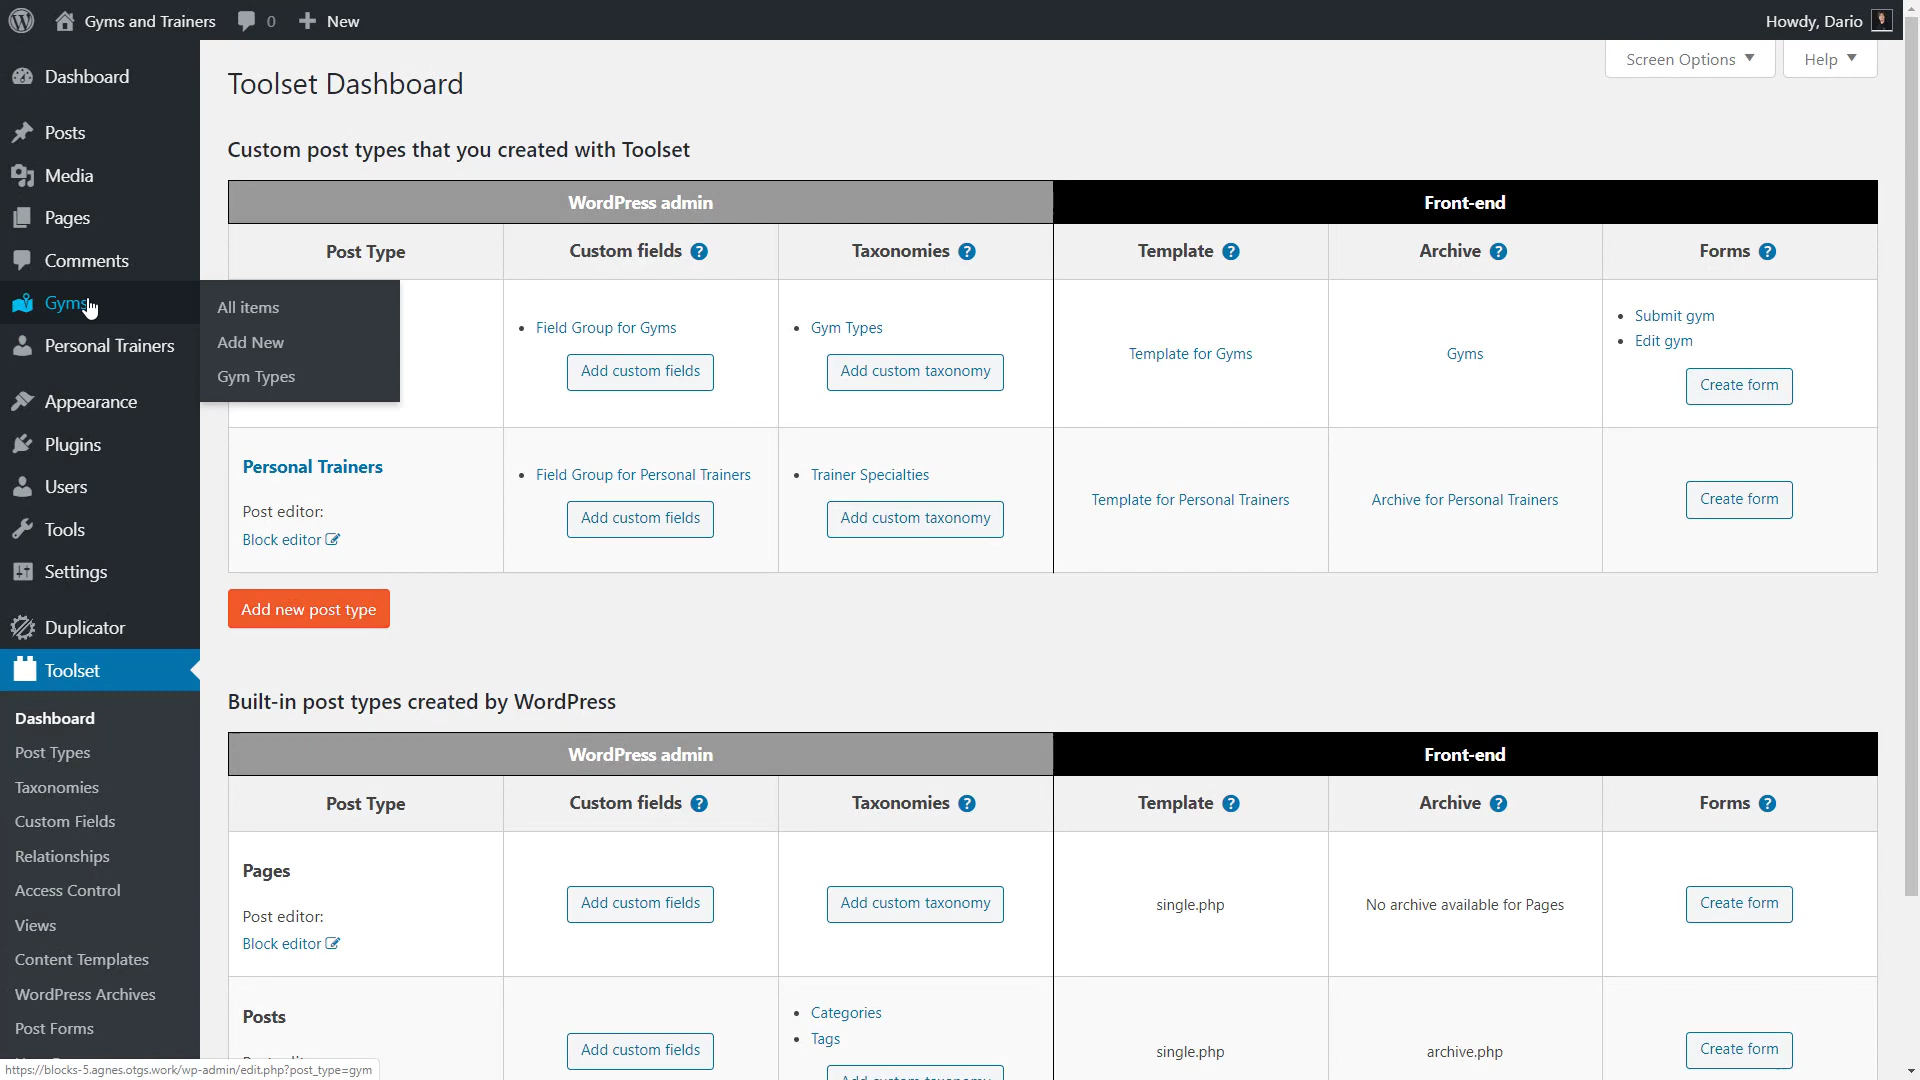 Gyms and Trainers
0
New
Howdy, Dario
Screen Options
Help
Dashboard
Posts
Media
Pages
Comments
Gyms
Personal Trainers
Appearance
Plugins
Users
Tools
Settings
Duplicator
Toolset
Dashboard
Post Types
Taxonomies
Custom Fields
Relationships
Access Control
Views
Content Templates
WordPress Archives
Post Forms
All items
Add New
Gym Types
Toolset Dashboard
Custom post types that you created with Toolset
WordPress admin
Front-end
Post Type
Custom fields ?
Taxonomies ?
Template ?
Archive ?
Forms ?
Field Group for Gyms
Add custom fields
Gym Types
Add custom taxonomy
Template for Gyms
Gyms
Submit gym
Edit gym
Create form
Personal Trainers
Post editor:
Block editor
Field Group for Personal Trainers
Add custom fields
Trainer Specialties
Add custom taxonomy
Template for Personal Trainers
Archive for Personal Trainers
Create form
Add new post type
Built-in post types created by WordPress
WordPress admin
Front-end
Post Type
Custom fields ?
Taxonomies ?
Template ?
Archive ?
Forms ?
Pages
Post editor:
Block editor
Add custom fields
Add custom taxonomy
single.php
No archive available for Pages
Create form
Posts
Add custom fields
Categories
Tags
Add custom taxonomy
single.php
archive.php
Create form
https://blocks-5.agnes.otgs.work/wp-admin/edit.php?post_type=gym